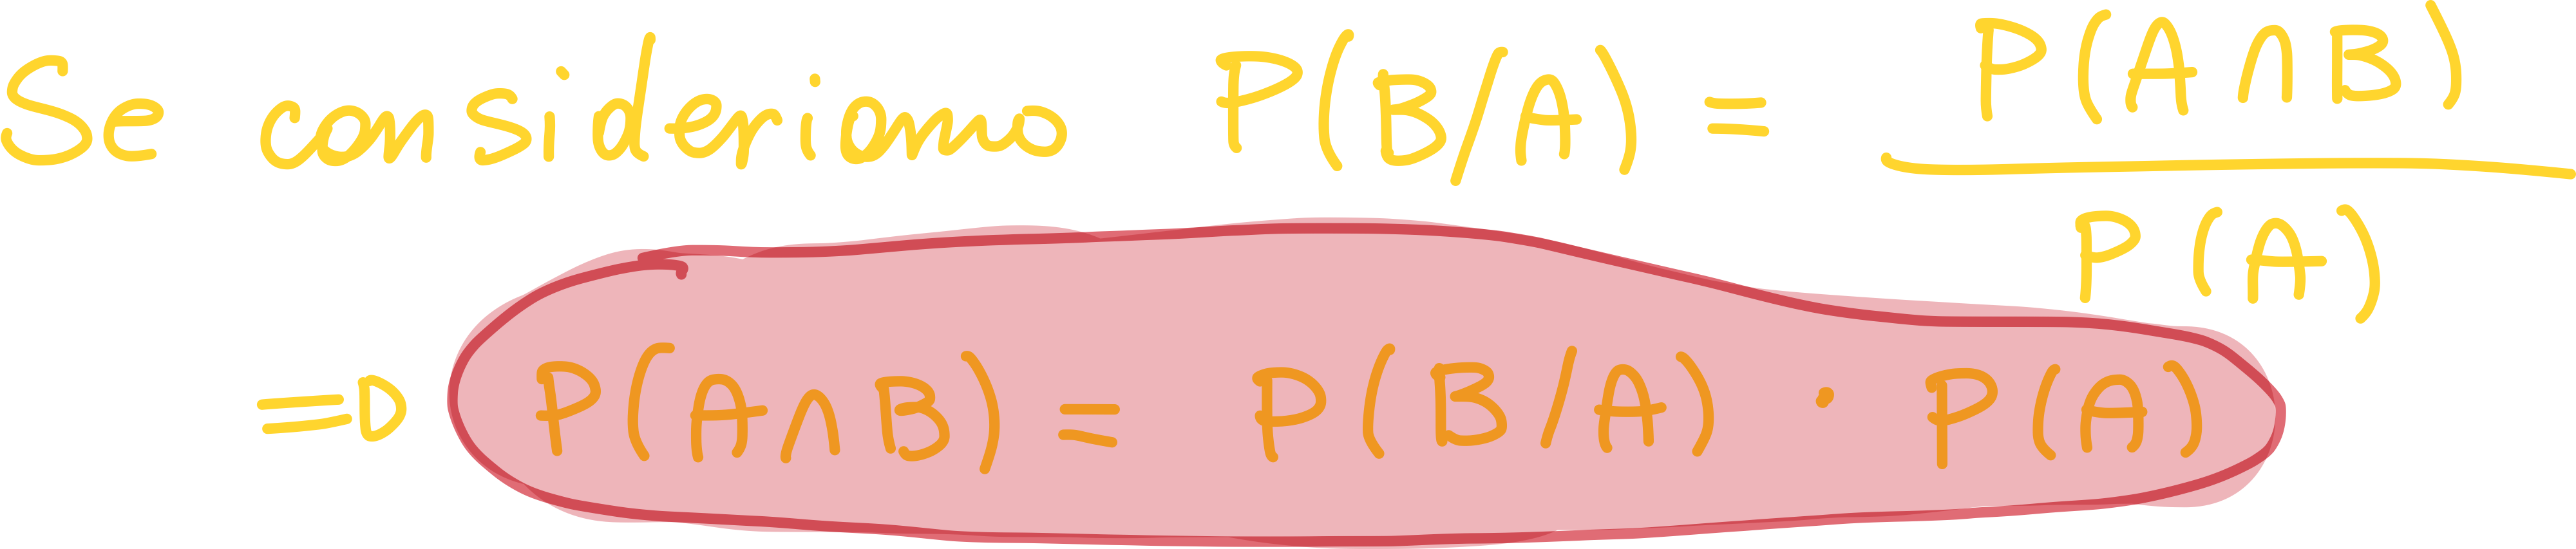 Se consideriamo P(B/A) = P(A∩B) / P(A)
⇒ P(A∩B) = P(B/A) · P(A)